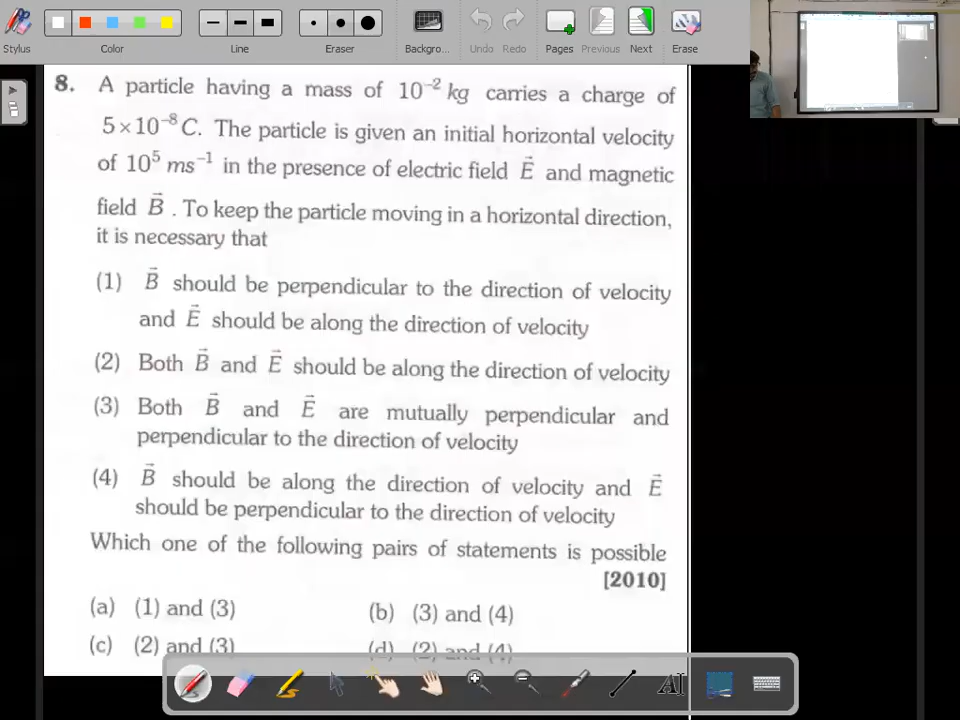 Stylus Color Line Eraser Backgro... Undo Redo Pages Previous Next Erase
8. A particle having a mass of 10⁻² kg carries a charge of
5×10⁻⁸ C. The particle is given an initial horizontal velocity
of 10⁵ ms⁻¹ in the presence of electric field E⃗ and magnetic
field B⃗ . To keep the particle moving in a horizontal direction,
it is necessary that
(1) B⃗ should be perpendicular to the direction of velocity
and E⃗ should be along the direction of velocity
(2) Both B⃗ and E⃗ should be along the direction of velocity
(3) Both B⃗ and E⃗ are mutually perpendicular and
perpendicular to the direction of velocity
(4) B⃗ should be along the direction of velocity and E⃗
should be perpendicular to the direction of velocity
Which one of the following pairs of statements is possible
[2010]
(a) (1) and (3) (b) (3) and (4)
(c) (2) and (3) (d) (2) and (4)
AI